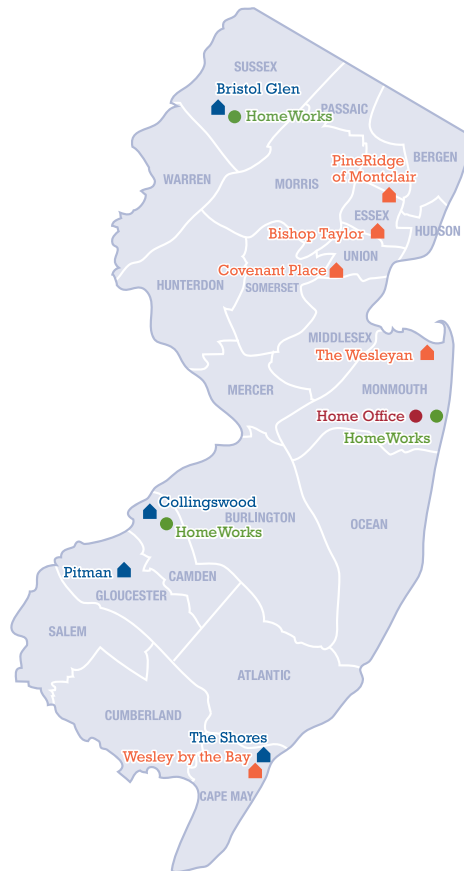 SUSSEX
Bristol Glen
PASSAIC
HomeWorks
BERGEN
PineRidge
of Montclair
WARREN
MORRIS
ESSEX
Bishop Taylor
HUDSON
UNION
Covenant Place
HUNTERDON
SOMERSET
MIDDLESEX
The Wesleyan
MERCER
MONMOUTH
Home Office
HomeWorks
Collingswood
BURLINGTON
OCEAN
HomeWorks
Pitman
CAMDEN
GLOUCESTER
SALEM
ATLANTIC
CUMBERLAND
The Shores
Wesley by the Bay
CAPE MAY